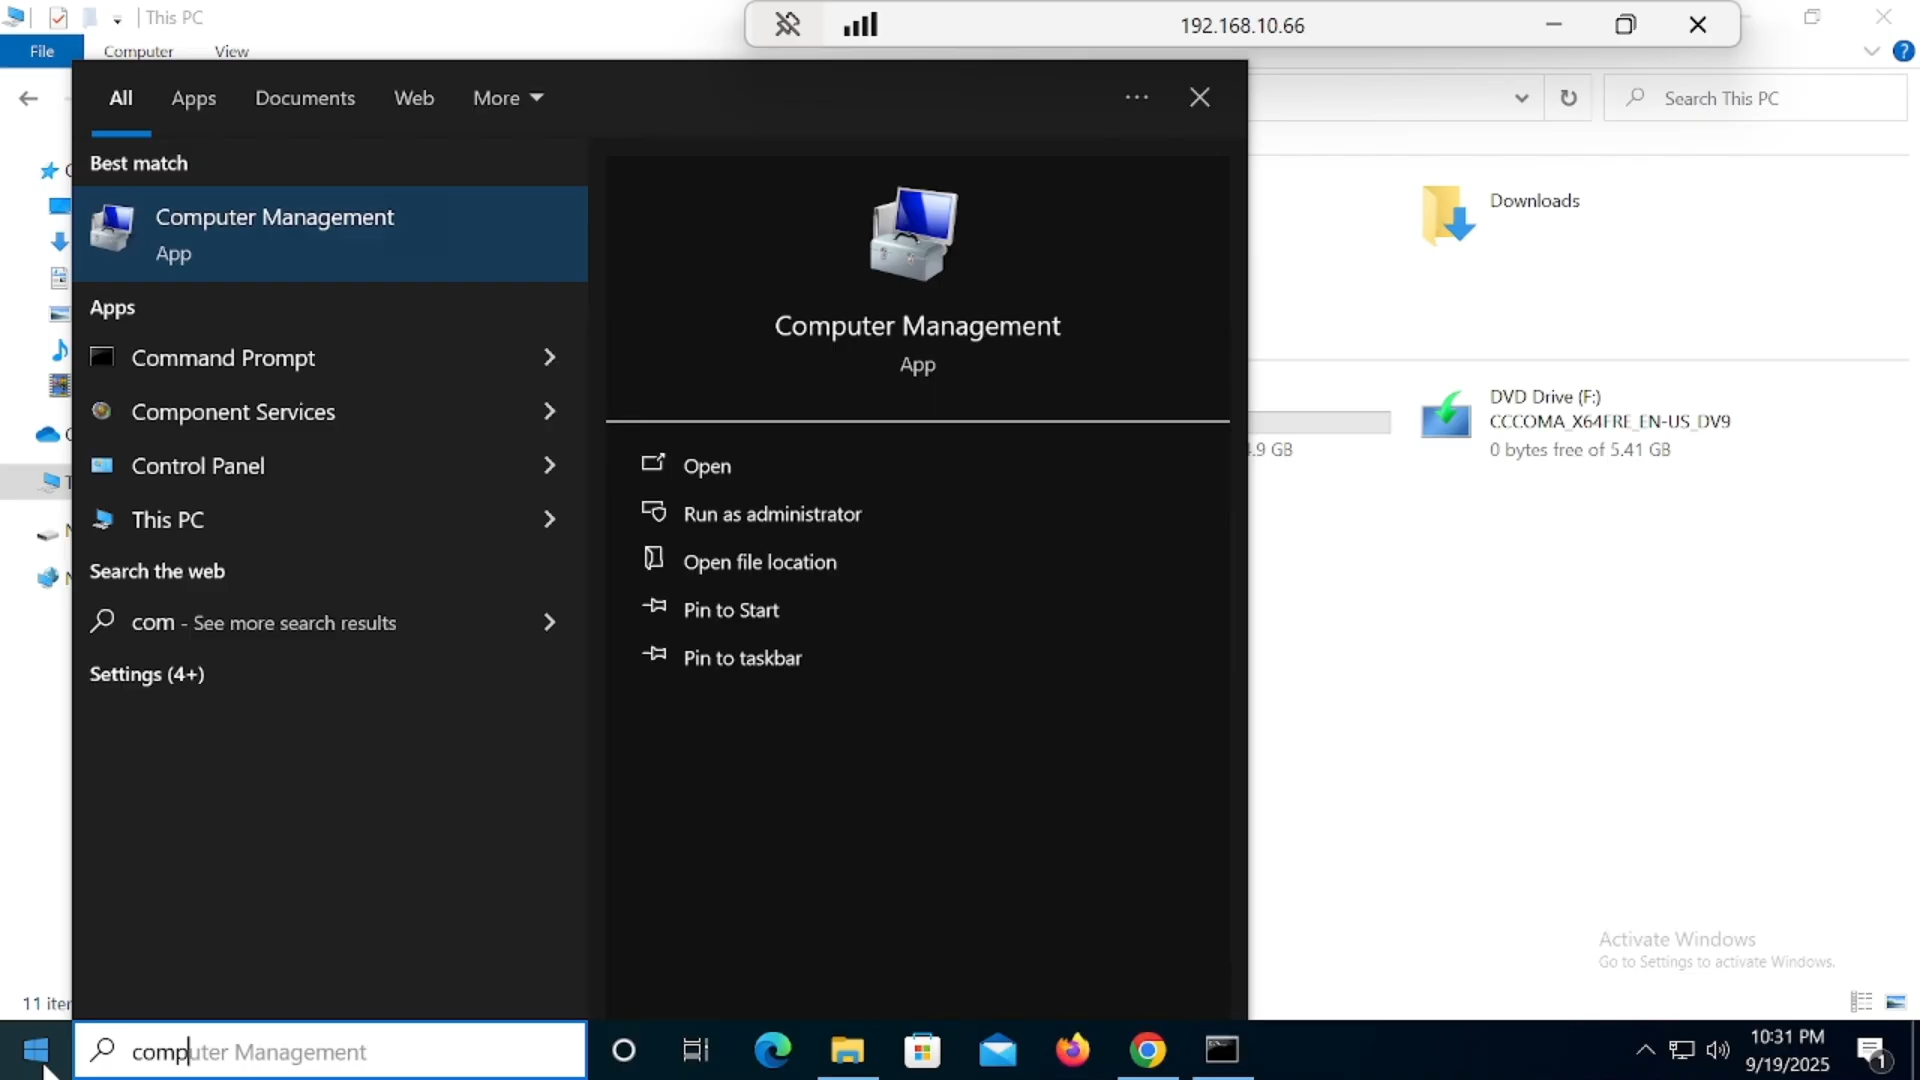 This PC
192.168.10.66
File
Computer
View
Search This PC
All
Apps
Documents
Web
More
Best match
Computer Management
App
Apps
Command Prompt
Component Services
Control Panel
This PC
Search the web
com - See more search results
Settings (4+)
Computer Management
App
Open
Run as administrator
Open file location
Pin to Start
Pin to taskbar
Downloads
DVD Drive (F:)
CCCOMA_X64FRE_EN-US_DV9
.9 GB
0 bytes free of 5.41 GB
Activate Windows
Go to Settings to activate Windows.
11 iter
computer Management
10:31 PM
9/19/2025
1